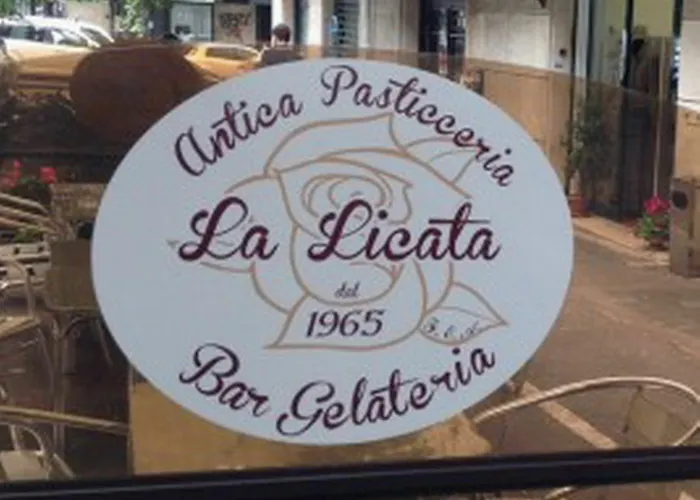 Antica Pasticceria
La Licata
dal
1965
Bar Gelateria